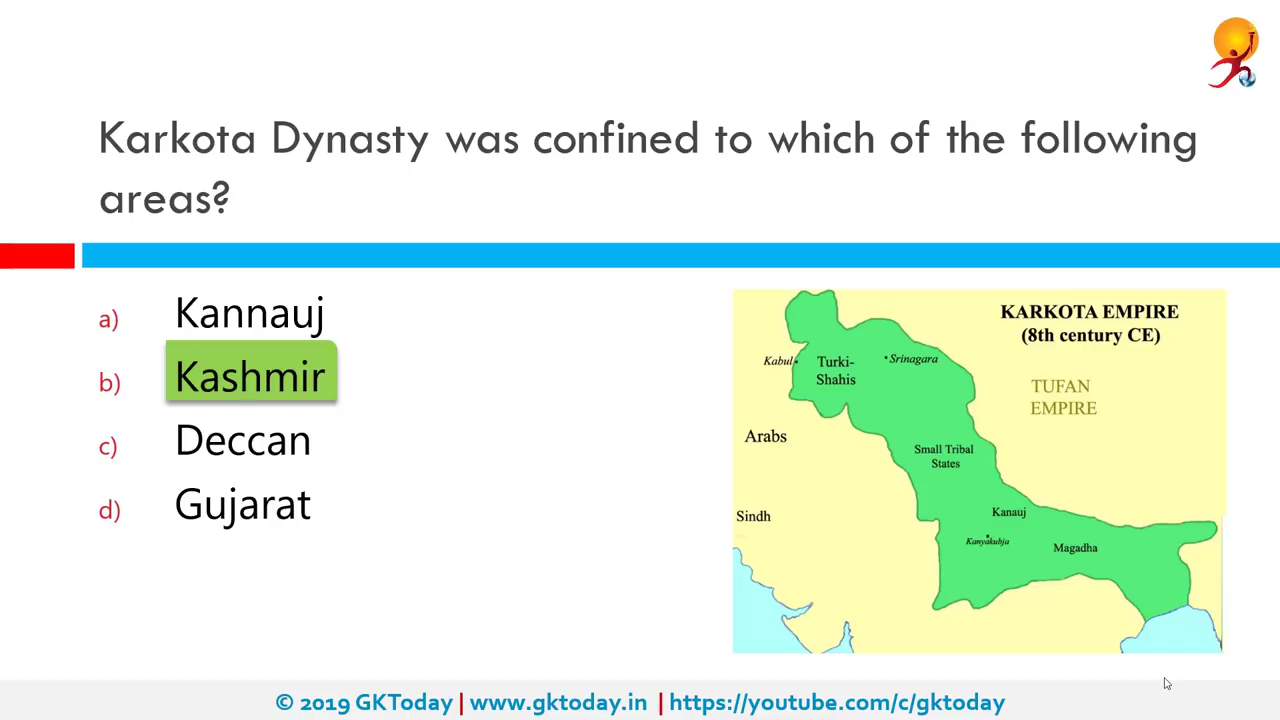 Karkota Dynasty was confined to which of the following
areas?
a) Kannauj
b) Kashmir
c) Deccan
d) Gujarat
KARKOTA EMPIRE
(8th century CE)
Kabul
Turki-
Shahis
Srinagara
TUFAN
EMPIRE
Arabs
Small Tribal
States
Sindh
Kanauj
Kanyakubja
Magadha
© 2019 GKToday | www.gktoday.in | https://youtube.com/c/gktoday